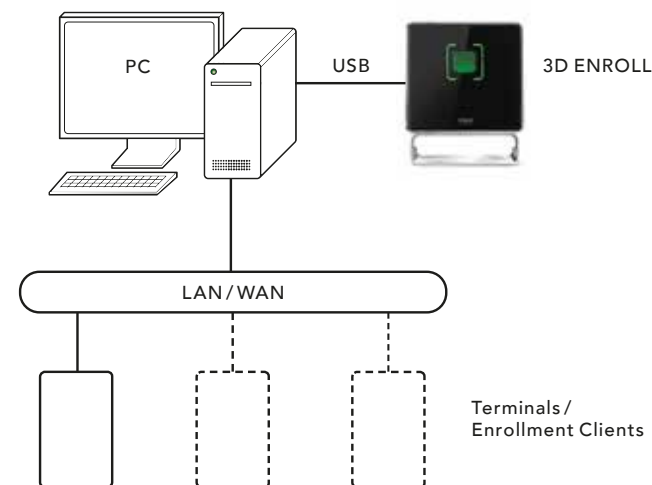 PC
USB
3D ENROLL
LAN/WAN
Terminals/
Enrollment Clients